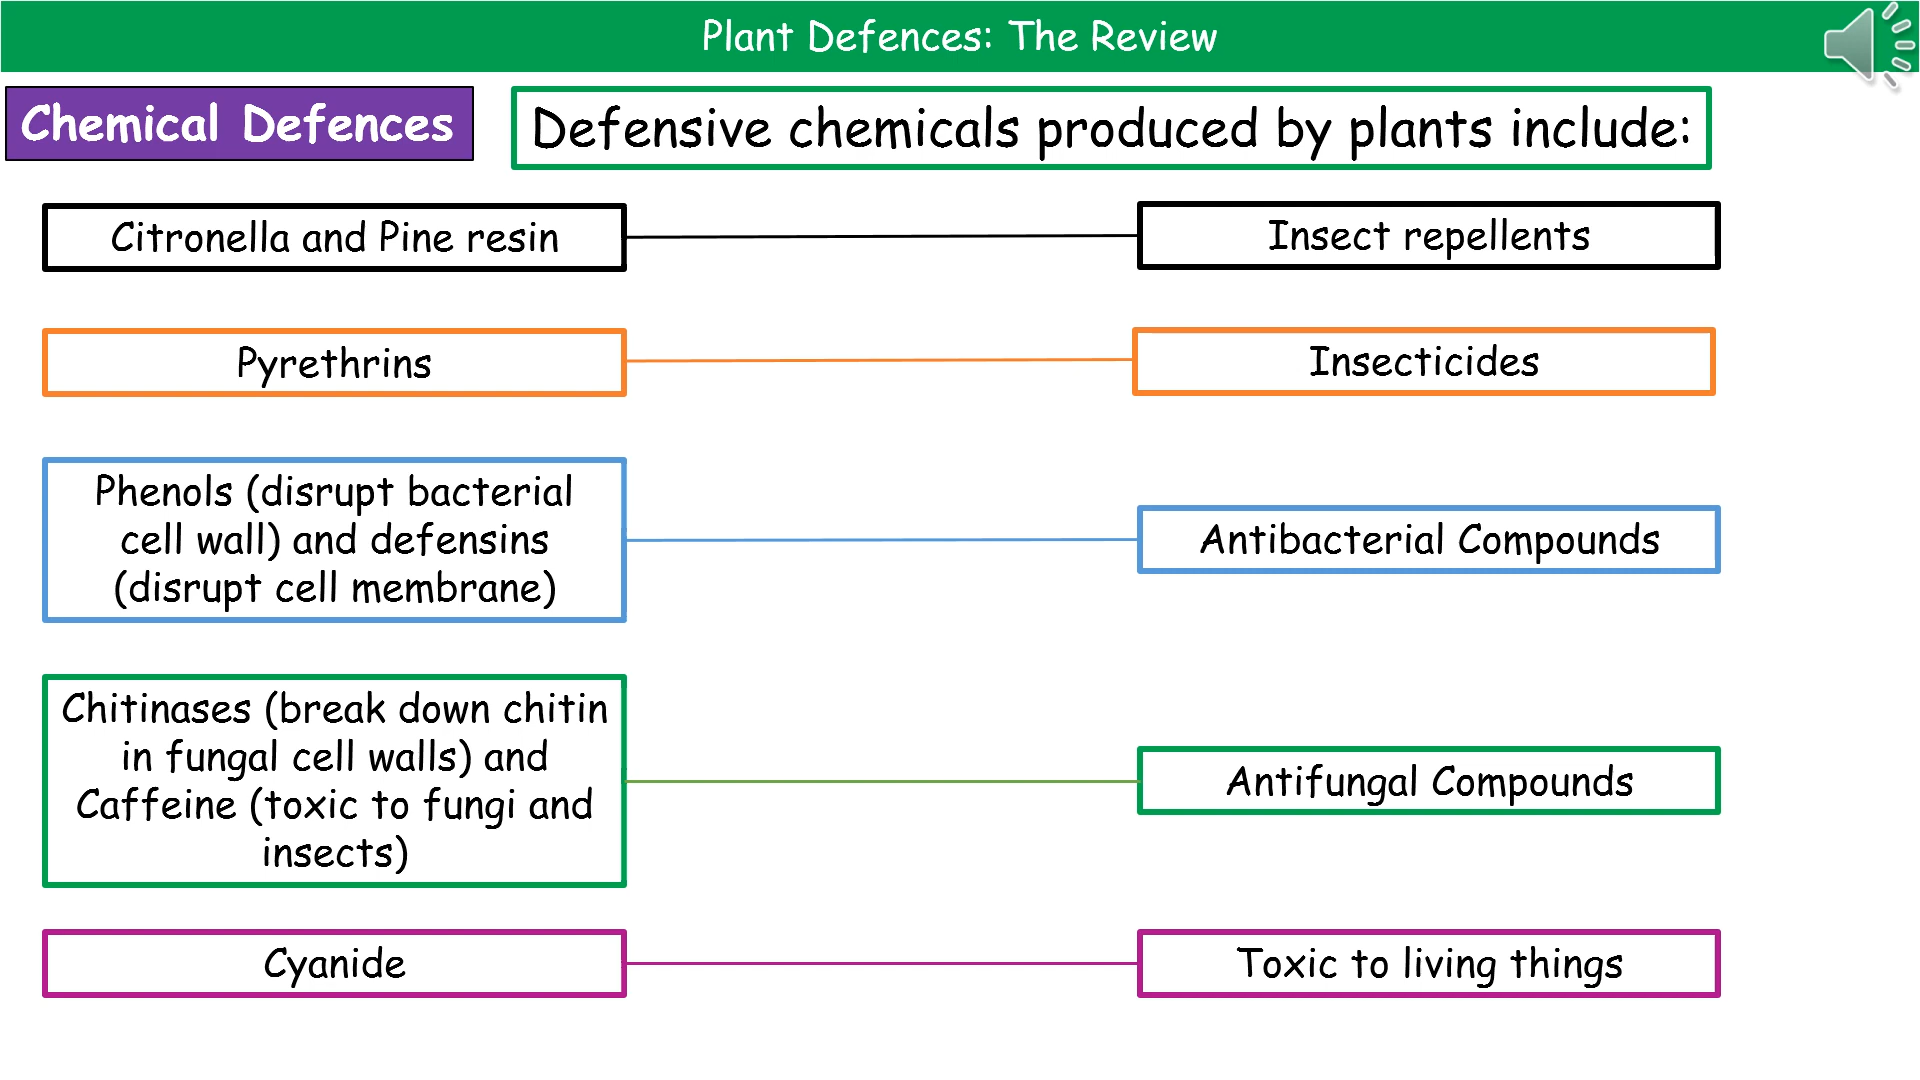 Plant Defences: The Review
Chemical Defences
Defensive chemicals produced by plants include:
Citronella and Pine resin
Insect repellents
Pyrethrins
Insecticides
Phenols (disrupt bacterial
cell wall) and defensins
(disrupt cell membrane)
Antibacterial Compounds
Chitinases (break down chitin
in fungal cell walls) and
Caffeine (toxic to fungi and
insects)
Antifungal Compounds
Cyanide
Toxic to living things